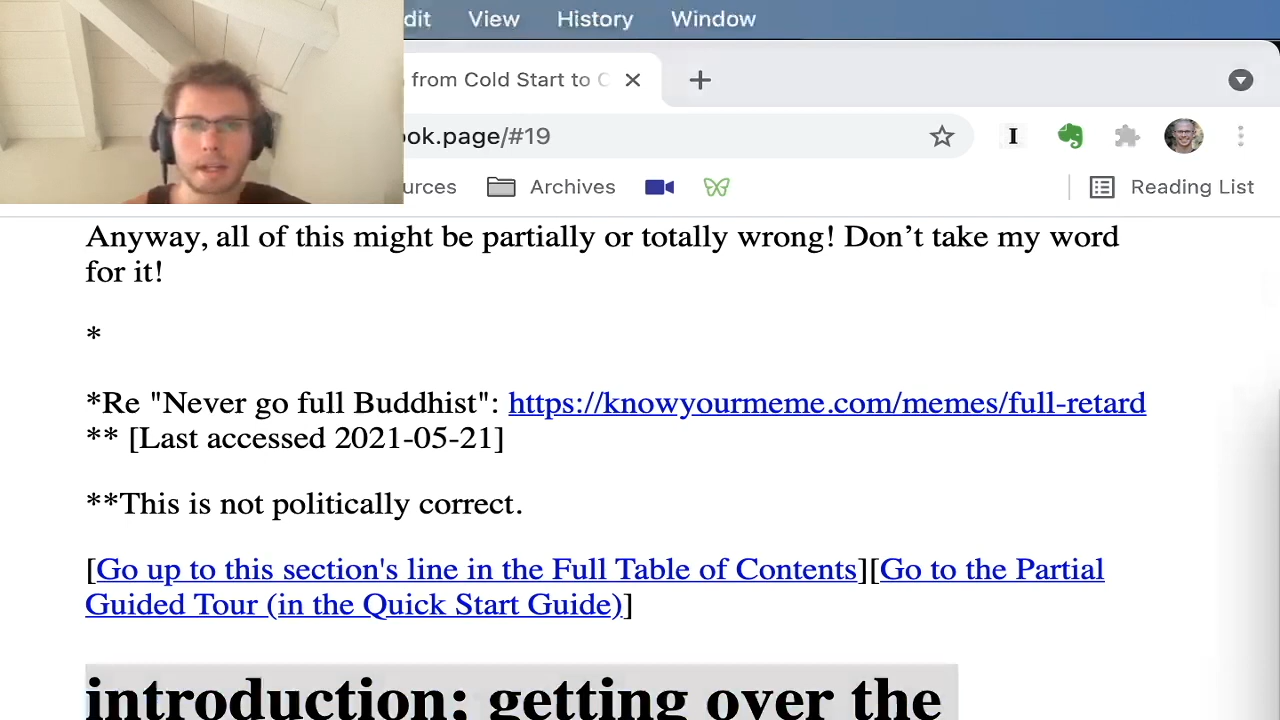 dit View History Window
from Cold Start to C
ook.page/#19
urces Archives Reading List
Anyway, all of this might be partially or totally wrong! Don’t take my word
for it!
*
*Re "Never go full Buddhist": https://knowyourmeme.com/memes/full-retard
** [Last accessed 2021-05-21]
**This is not politically correct.
[Go up to this section's line in the Full Table of Contents][Go to the Partial
Guided Tour (in the Quick Start Guide)]
introduction; getting over the